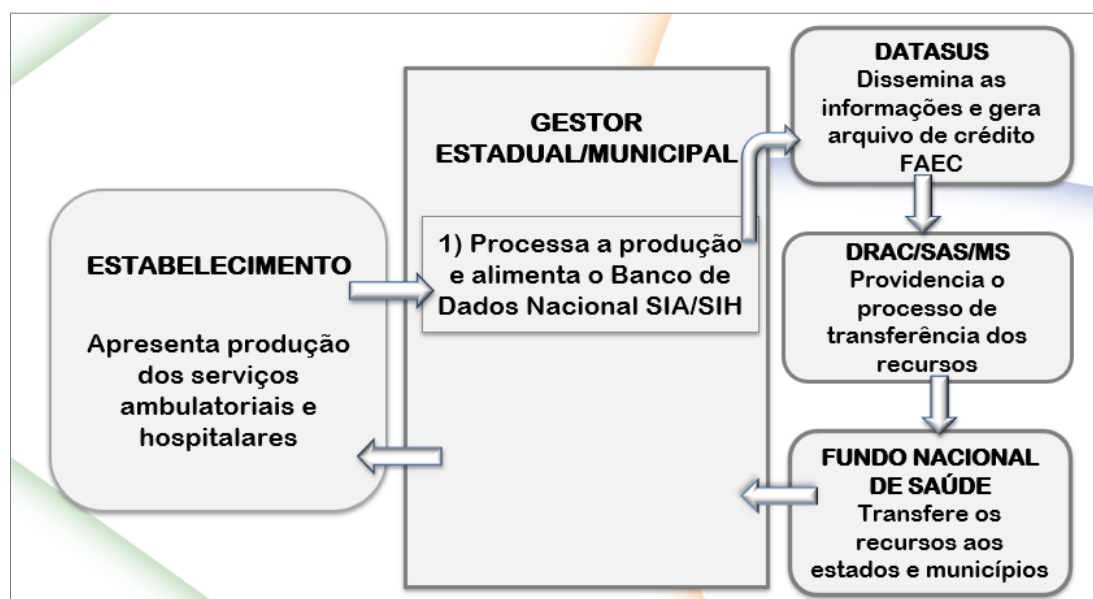 ESTABELECIMENTO
Apresenta produção
dos serviços
ambulatoriais e
hospitalares
GESTOR
ESTADUAL/MUNICIPAL
1) Processa a produção
e alimenta o Banco de
Dados Nacional SIA/SIH
DATASUS
Dissemina as
informações e gera
arquivo de crédito
FAEC
DRAC/SAS/MS
Providencia o
processo de
transferência dos
recursos
FUNDO NACIONAL
DE SAÚDE
Transfere os
recursos aos
estados e municípios